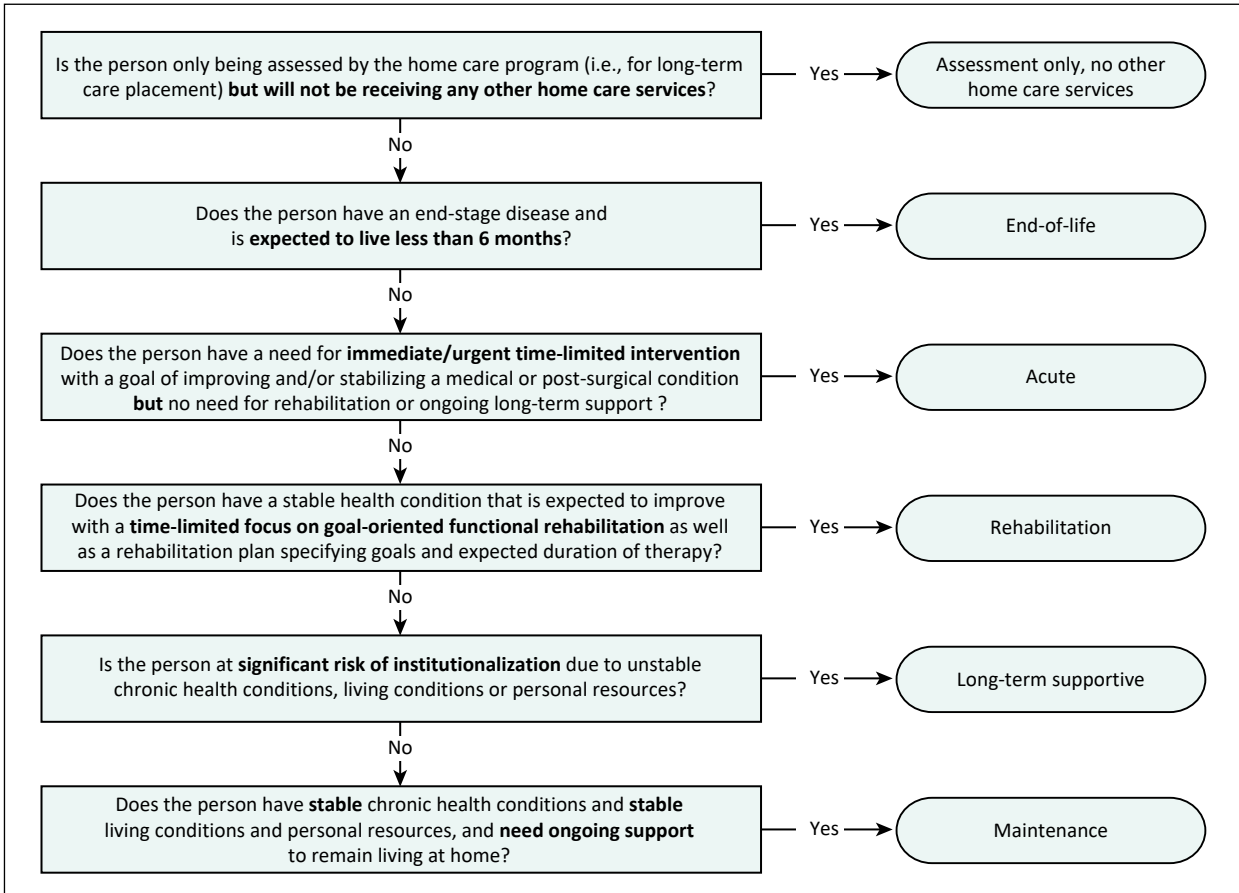 Is the person only being assessed by the home care program (i.e., for long-term
care placement) but will not be receiving any other home care services?
Yes
Assessment only, no other
home care services
No
Does the person have an end-stage disease and
is expected to live less than 6 months?
Yes
End-of-life
No
Does the person have a need for immediate/urgent time-limited intervention
with a goal of improving and/or stabilizing a medical or post-surgical condition
but no need for rehabilitation or ongoing long-term support ?
Yes
Acute
No
Does the person have a stable health condition that is expected to improve
with a time-limited focus on goal-oriented functional rehabilitation as well
as a rehabilitation plan specifying goals and expected duration of therapy?
Yes
Rehabilitation
No
Is the person at significant risk of institutionalization due to unstable
chronic health conditions, living conditions or personal resources?
Yes
Long-term supportive
No
Does the person have stable chronic health conditions and stable
living conditions and personal resources, and need ongoing support
to remain living at home?
Yes
Maintenance